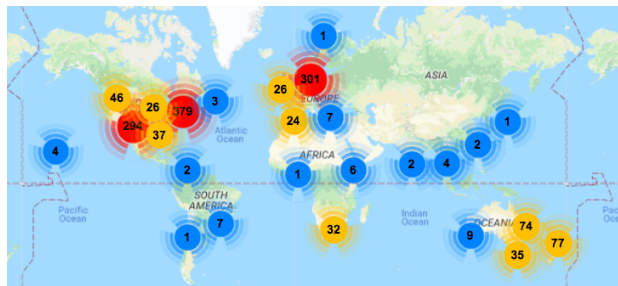 1
ASIA
301
46
26
26
3
379
EUROPE
24
7
294
37
Atlantic
Ocean
1
4
2
AFRICA
2
1
6
2
4
SOUTH
AMERICA
Pacific
Ocean
Indian
Ocean
OCEANIA
Pacific
Oc
7
1
32
9
74
77
35